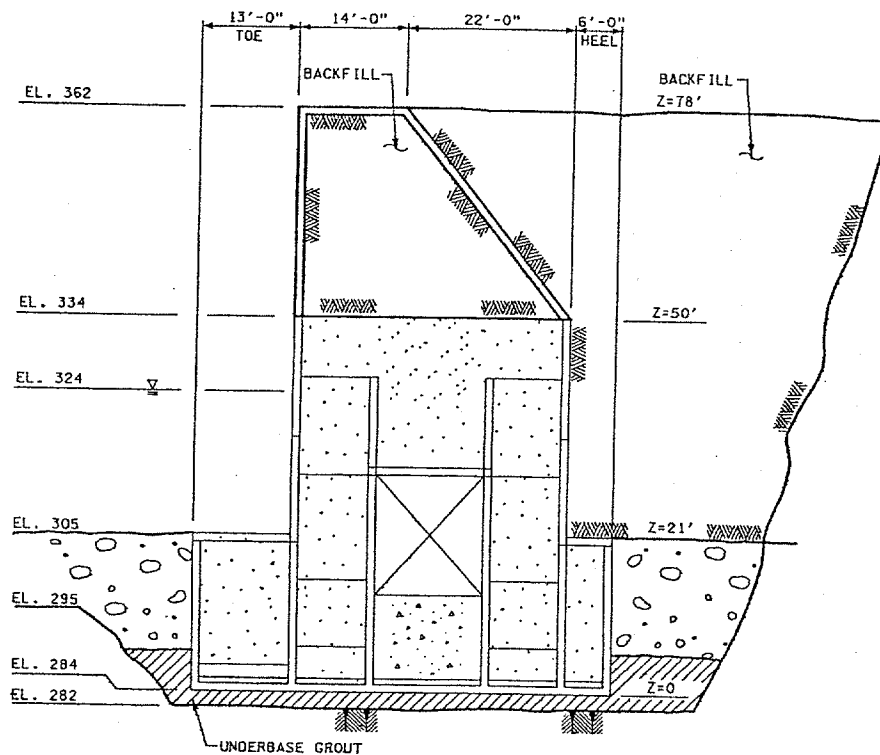 13'-0" 14'-0" 22'-0" 6'-0"
TOE HEEL
BACKFILL BACKFILL
EL. 362 Z=78'
EL. 334 Z=50'
EL. 324
EL. 305 Z=21'
EL. 295
EL. 284 Z=0
EL. 282
UNDERBASE GROUT